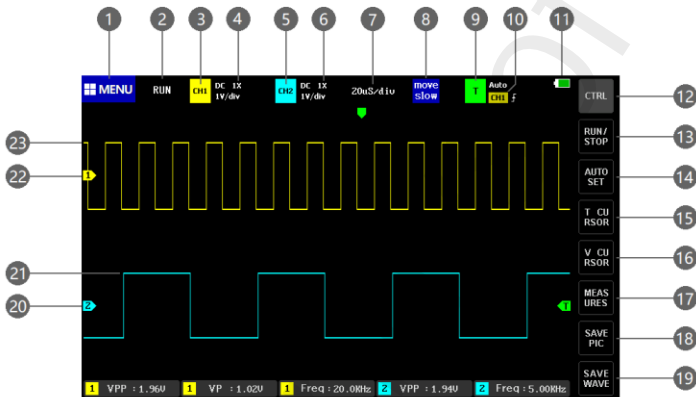 1 2 3 4 5 6 7 8 9 10 11
MENU RUN CH1 DC 1X 1V/div CH2 DC 1X 1V/div 20uS/div move slow T Auto CH1 CTRL 12
RUN/ STOP 13
23
AUTO SET 14
22 1
T CU RSOR 15
V CU RSOR 16
21
MEAS URES 17
20 2 T
SAVE PIC 18
SAVE WAVE 19
1 VPP :1.96V 1 VP :1.02V 1 Freq:20.0KHz 2 VPP :1.94V 2 Freq:5.00KHz